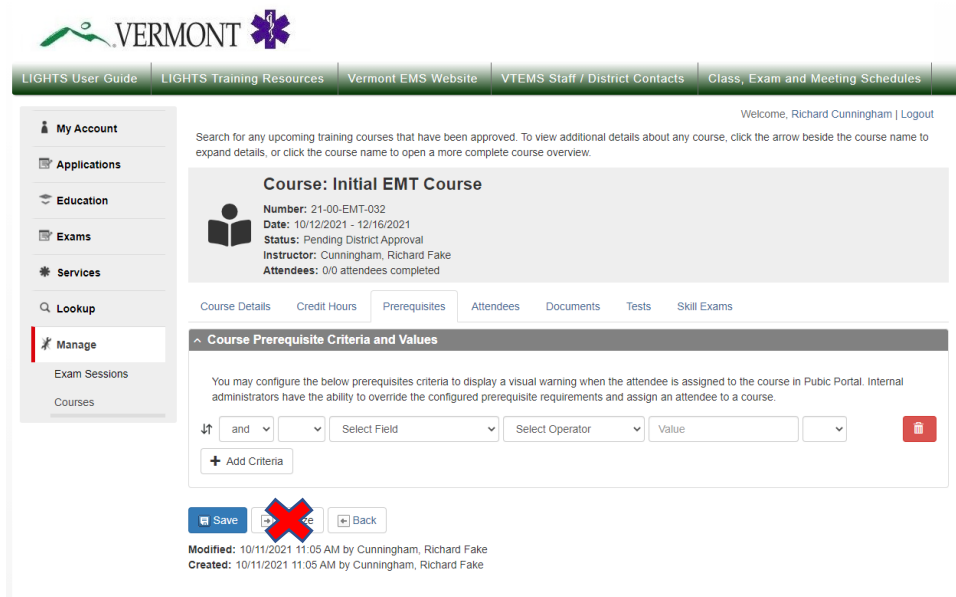 VERMONT
LIGHTS User Guide LIGHTS Training Resources Vermont EMS Website VTEMS Staff / District Contacts Class, Exam and Meeting Schedules
Welcome, Richard Cunningham | Logout
My Account
Applications
Education
Exams
Services
Lookup
Manage
Exam Sessions
Courses
Search for any upcoming training courses that have been approved. To view additional details about any course, click the arrow beside the course name to
expand details, or click the course name to open a more complete course overview.
Course: Initial EMT Course
Number: 21-00-EMT-032
Date: 10/12/2021 - 12/16/2021
Status: Pending District Approval
Instructor: Cunningham, Richard Fake
Attendees: 0/0 attendees completed
Course Details Credit Hours Prerequisites Attendees Documents Tests Skill Exams
Course Prerequisite Criteria and Values
You may configure the below prerequisites criteria to display a visual warning when the attendee is assigned to the course in Pubic Portal. Internal
administrators have the ability to override the configured prerequisite requirements and assign an attendee to a course.
and Select Field Select Operator Value
Add Criteria
Save Back
Modified: 10/11/2021 11:05 AM by Cunningham, Richard Fake
Created: 10/11/2021 11:05 AM by Cunningham, Richard Fake